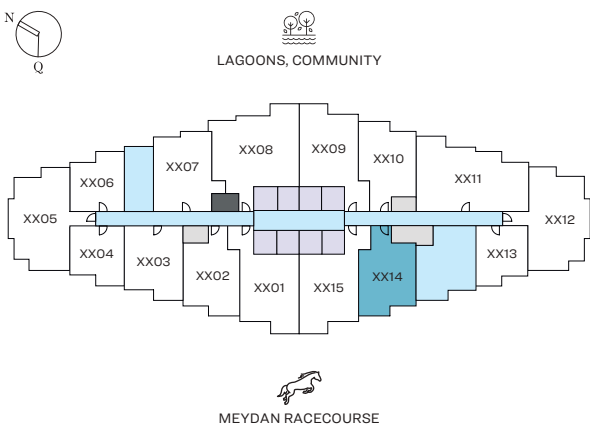 N
Q
LAGOONS, COMMUNITY
XX08
XX09
XX07
XX10
XX06
XX11
XX05
XX12
XX04
XX03
XX02
XX01
XX15
XX14
XX13
MEYDAN RACECOURSE